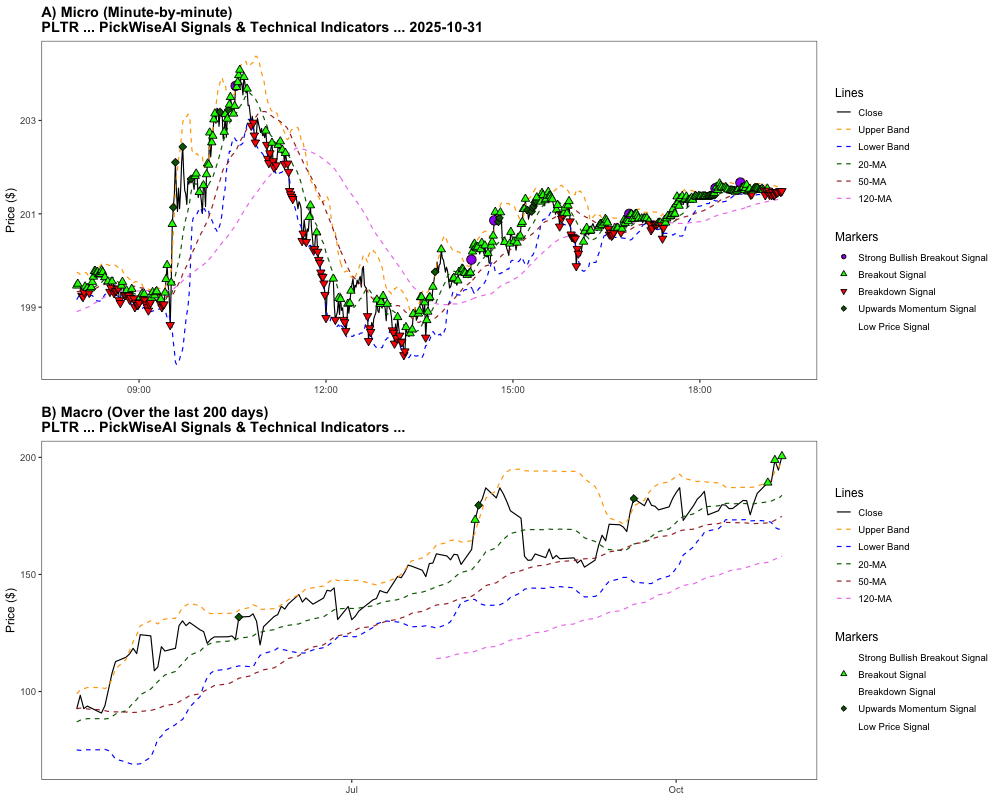 A) Micro (Minute-by-minute)
PLTR ... PickWiseAI Signals & Technical Indicators ... 2025-10-31
Price ($)
203
201
199
09:00
12:00
15:00
18:00
Lines
Close
Upper Band
Lower Band
20-MA
50-MA
120-MA
Markers
Strong Bullish Breakout Signal
Breakout Signal
Breakdown Signal
Upwards Momentum Signal
Low Price Signal
B) Macro (Over the last 200 days)
PLTR ... PickWiseAI Signals & Technical Indicators ...
Price ($)
200
150
100
Jul
Oct
Lines
Close
Upper Band
Lower Band
20-MA
50-MA
120-MA
Markers
Strong Bullish Breakout Signal
Breakout Signal
Breakdown Signal
Upwards Momentum Signal
Low Price Signal